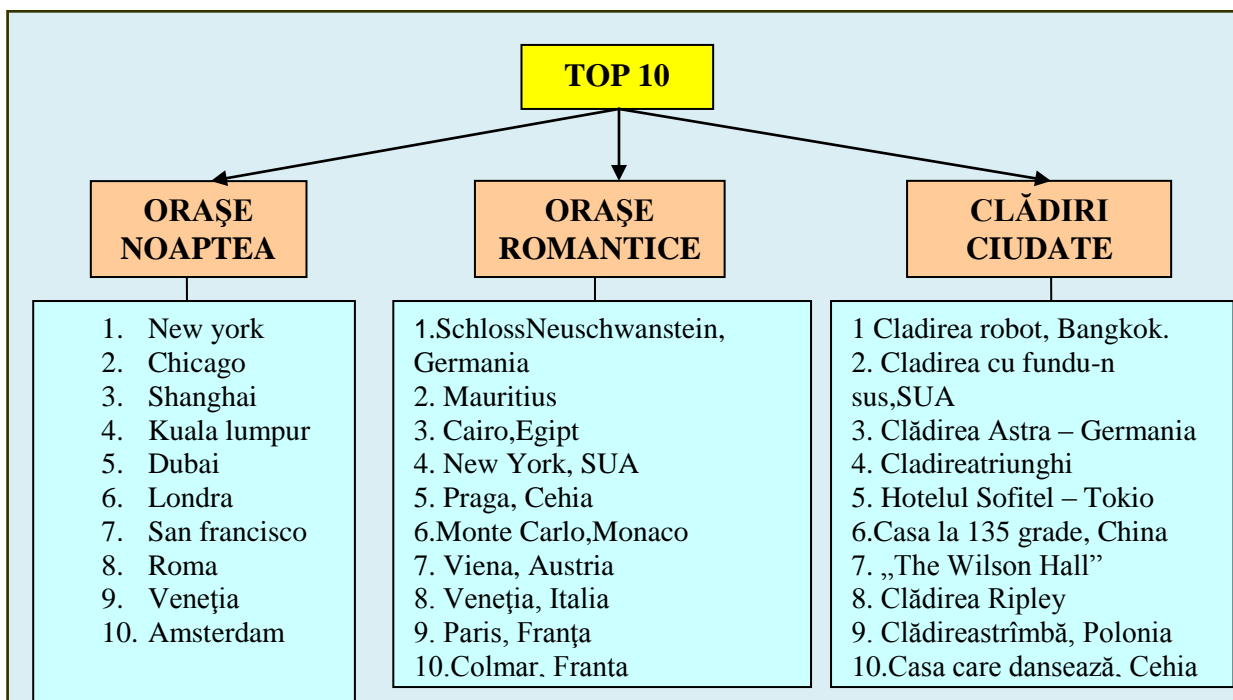 TOP 10
ORAŞE
NOAPTEA
ORAŞE
ROMANTICE
CLĂDIRI
CIUDATE
1. New york
2. Chicago
3. Shanghai
4. Kuala lumpur
5. Dubai
6. Londra
7. San francisco
8. Roma
9. Veneţia
10. Amsterdam
1.SchlossNeuschwanstein,
Germania
2. Mauritius
3. Cairo,Egipt
4. New York, SUA
5. Praga, Cehia
6.Monte Carlo,Monaco
7. Viena, Austria
8. Veneţia, Italia
9. Paris, Franţa
10.Colmar, Franta
1 Cladirea robot, Bangkok.
2. Cladirea cu fundu-n
sus,SUA
3. Clădirea Astra – Germania
4. Cladireatriunghi
5. Hotelul Sofitel – Tokio
6.Casa la 135 grade, China
7. „The Wilson Hall”
8. Clădirea Ripley
9. Clădireastrîmbă, Polonia
10.Casa care dansează, Cehia